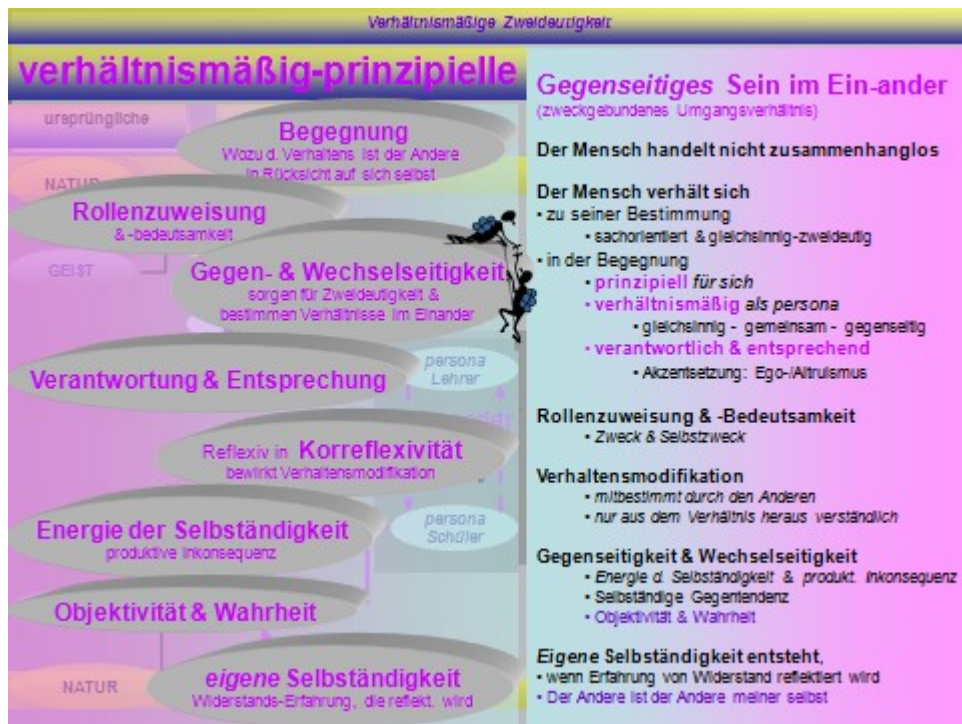 Verhältnismäßige Zweideutigkeit
verhältnismäßig-prinzipielle
ursprüngliche
Begegnung
Wozu d. Verhaltens ist der Andere
in Rücksicht auf sich selbst
NATUR
Rollenzuweisung
& -bedeutsamkeit
GEIST
Gegen- & Wechselseitigkeit
sorgen für Zweideutigkeit &
bestimmen Verhältnisse im Einander
Verantwortung & Entsprechung
persona
Lehrer
Reflexiv in Korreflexivität
bewirkt Verhaltensmodifikation
Energie der Selbständigkeit
produktive Inkonsequenz
persona
Schüler
Objektivität & Wahrheit
NATUR
eigene Selbständigkeit
Widerstands-Erfahrung, die reflekt. wird
Gegenseitiges Sein im Ein-ander
(zweckgebundenes Umgangsverhältnis)
Der Mensch handelt nicht zusammenhanglos
Der Mensch verhält sich
• zu seiner Bestimmung
• sachorientiert & gleichsinnig-zweideutig
• in der Begegnung
• prinzipiell für sich
• verhältnismäßig als persona
• gleichsinnig - gemeinsam - gegenseitig
• verantwortlich & entsprechend
• Akzentsetzung: Ego-/Altruismus
Rollenzuweisung & -Bedeutsamkeit
• Zweck & Selbstzweck
Verhaltensmodifikation
• mitbestimmt durch den Anderen
• nur aus dem Verhältnis heraus verständlich
Gegenseitigkeit & Wechselseitigkeit
• Energie d. Selbständigkeit & produkt. Inkonsequenz
• Selbständige Gegentendenz
• Objektivität & Wahrheit
Eigene Selbständigkeit entsteht,
• wenn Erfahrung von Widerstand reflektiert wird
• Der Andere ist der Andere meiner selbst